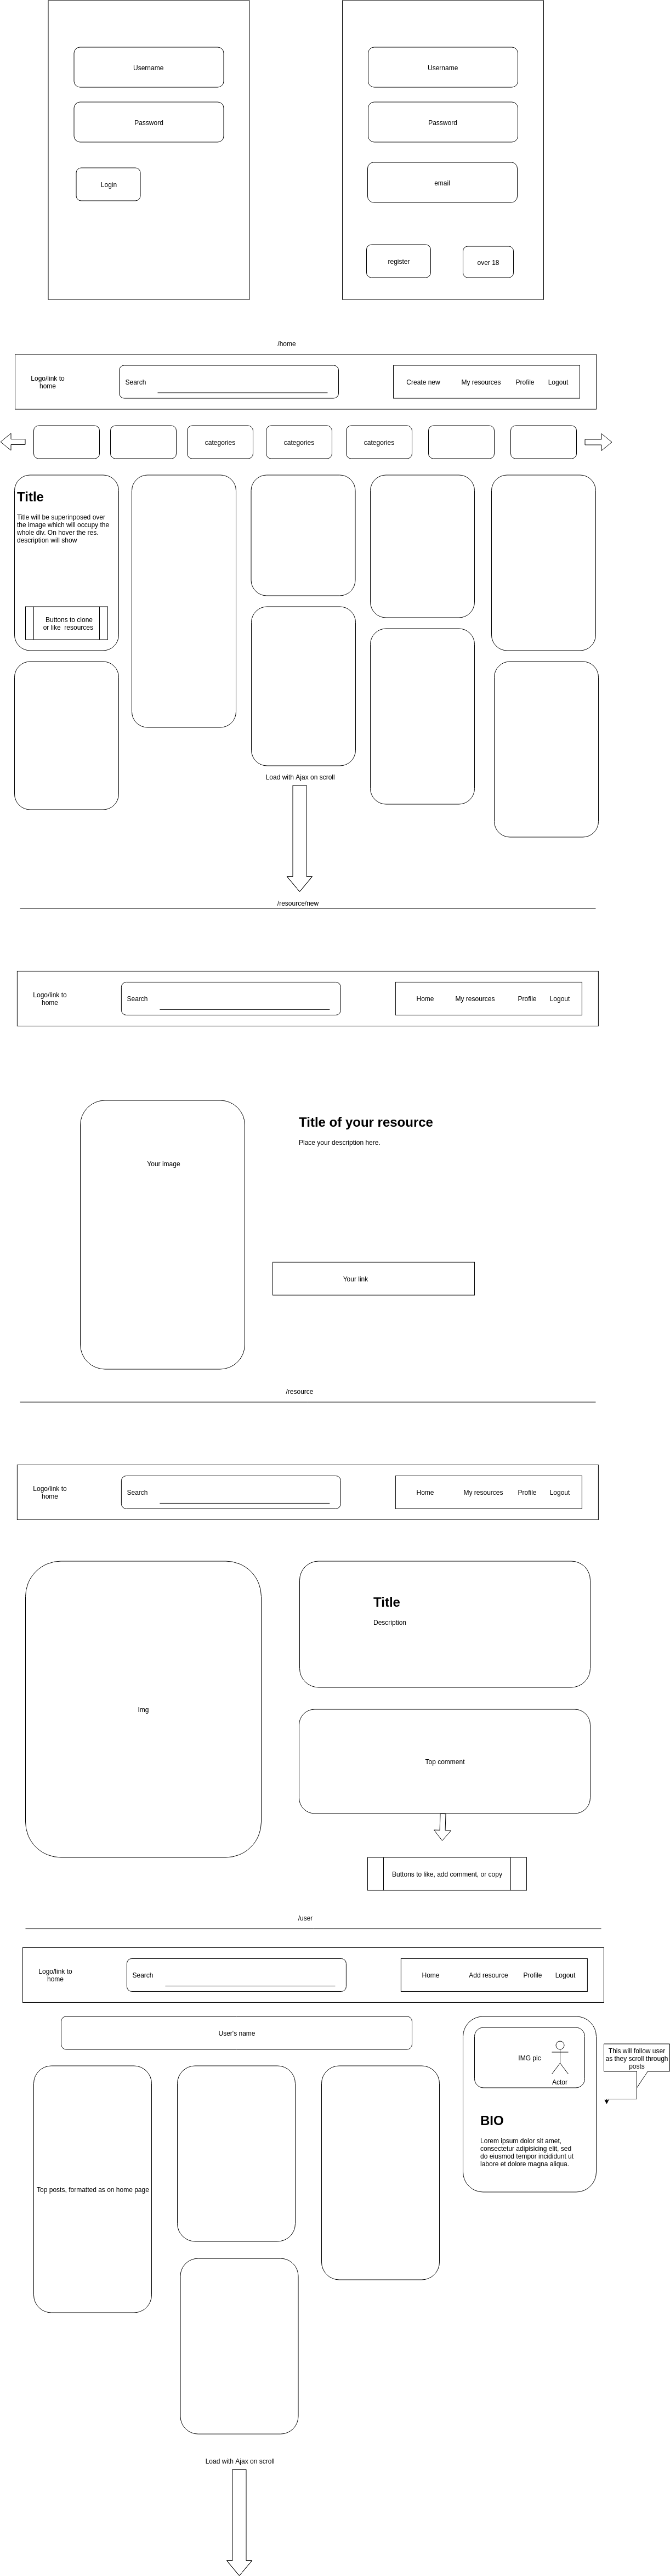 Username
Password
Login
Username
Password
email
register
over 18
/home
Logo/link to
home
Search
Create new
My resources
Profile
Logout
categories
categories
categories
Title
Title will be superinposed over
the image which will occupy the
whole div. On hover the res.
description will show
Buttons to clone
or like resources
Load with Ajax on scroll
/resource/new
Logo/link to
home
Search
Home
My resources
Profile
Logout
Your image
Title of your resource
Place your description here.
Your link
/resource
Logo/link to
home
Search
Home
My resources
Profile
Logout
Img
Title
Description
Top comment
Buttons to like, add comment, or copy
/user
Logo/link to
home
Search
Home
Add resource
Profile
Logout
User's name
IMG pic
Actor
This will follow user
as they scroll through
posts
BIO
Lorem ipsum dolor sit amet,
consectetur adipisicing elit, sed
do eiusmod tempor incididunt ut
labore et dolore magna aliqua.
Top posts, formatted as on home page
Load with Ajax on scroll